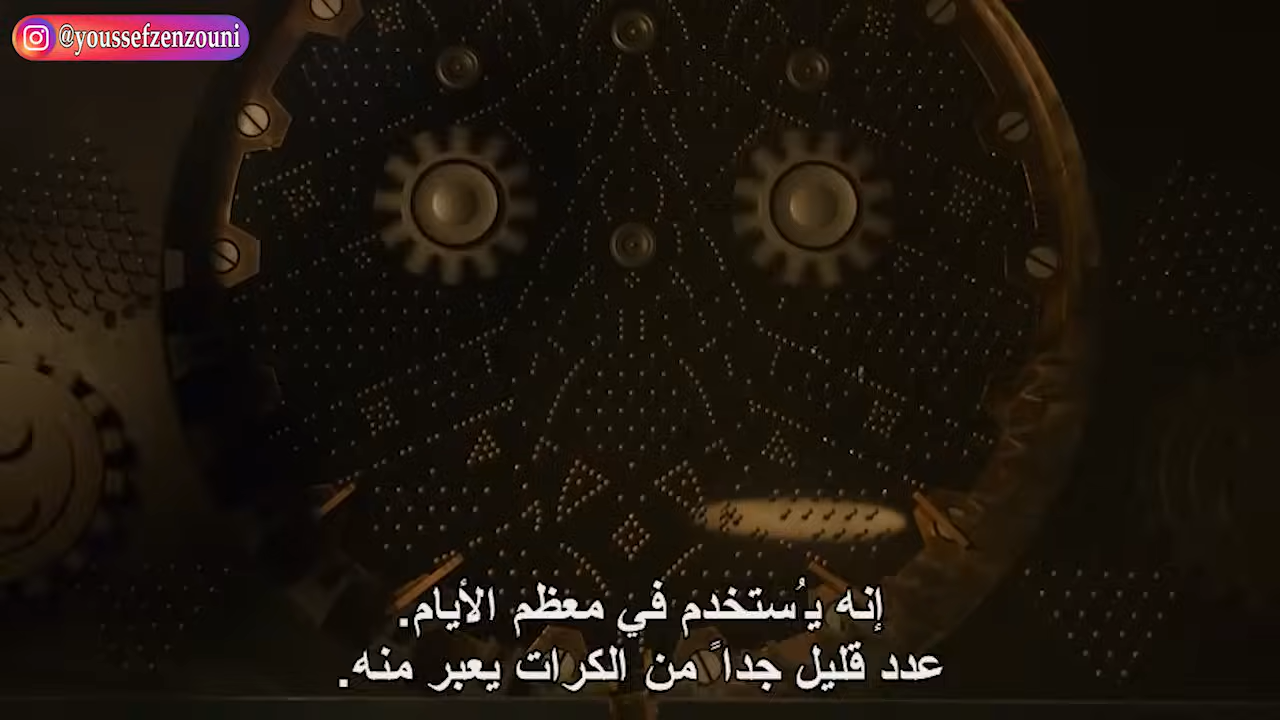 @youssefzenzouni
إنه يُستخدم في معظم الأيام.
عدد قليل جداً من الكرات يعبر منه.